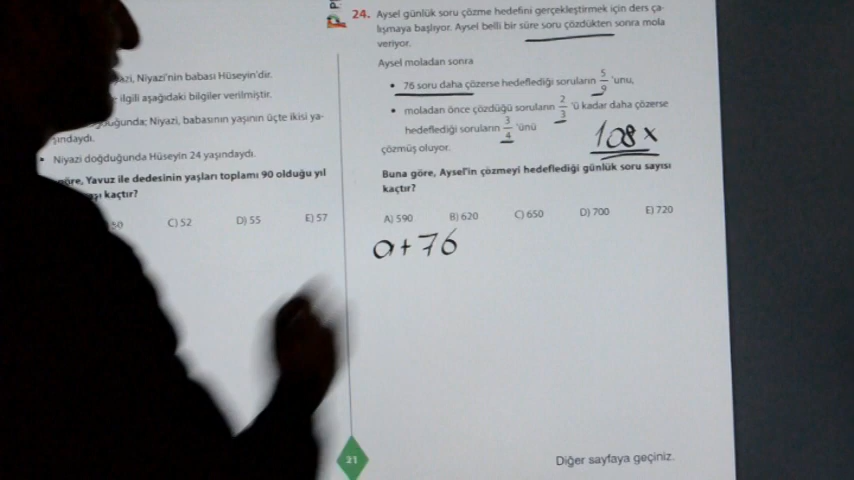 24. Aysel günlük soru çözme hedefini gerçekleştirmek için ders ça-
lışmaya başlıyor. Aysel belli bir süre soru çözdükten sonra mola
veriyor.
Aysel moladan sonra
• 76 soru daha çözerse hedeflediği soruların 5/9 'unu,
• moladan önce çözdüğü soruların 2/3 'ü kadar daha çözerse
hedeflediği soruların 3/4 'ünü
çözmüş oluyor.
108x
Buna göre, Aysel'in çözmeyi hedeflediği günlük soru sayısı
kaçtır?
A) 590 B) 620 C) 650 D) 700 E) 720
a+76
Niyazi'nin babası Hüseyin'dir.
ilgili aşağıdaki bilgiler verilmiştir.
Niyazi, babasının yaşının üçte ikisi ya-
şındaydı.
• Niyazi doğduğunda Hüseyin 24 yaşındaydı.
göre, Yavuz ile dedesinin yaşları toplamı 90 olduğu yıl
kaçtır?
50 C) 52 D) 55 E) 57
21
Diğer sayfaya geçiniz.